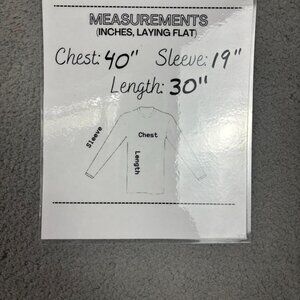 MEASUREMENTS
(INCHES, LAYING FLAT)
Chest: 40" Sleeve: 19"
Length: 30"
Sleeve
Chest
Length